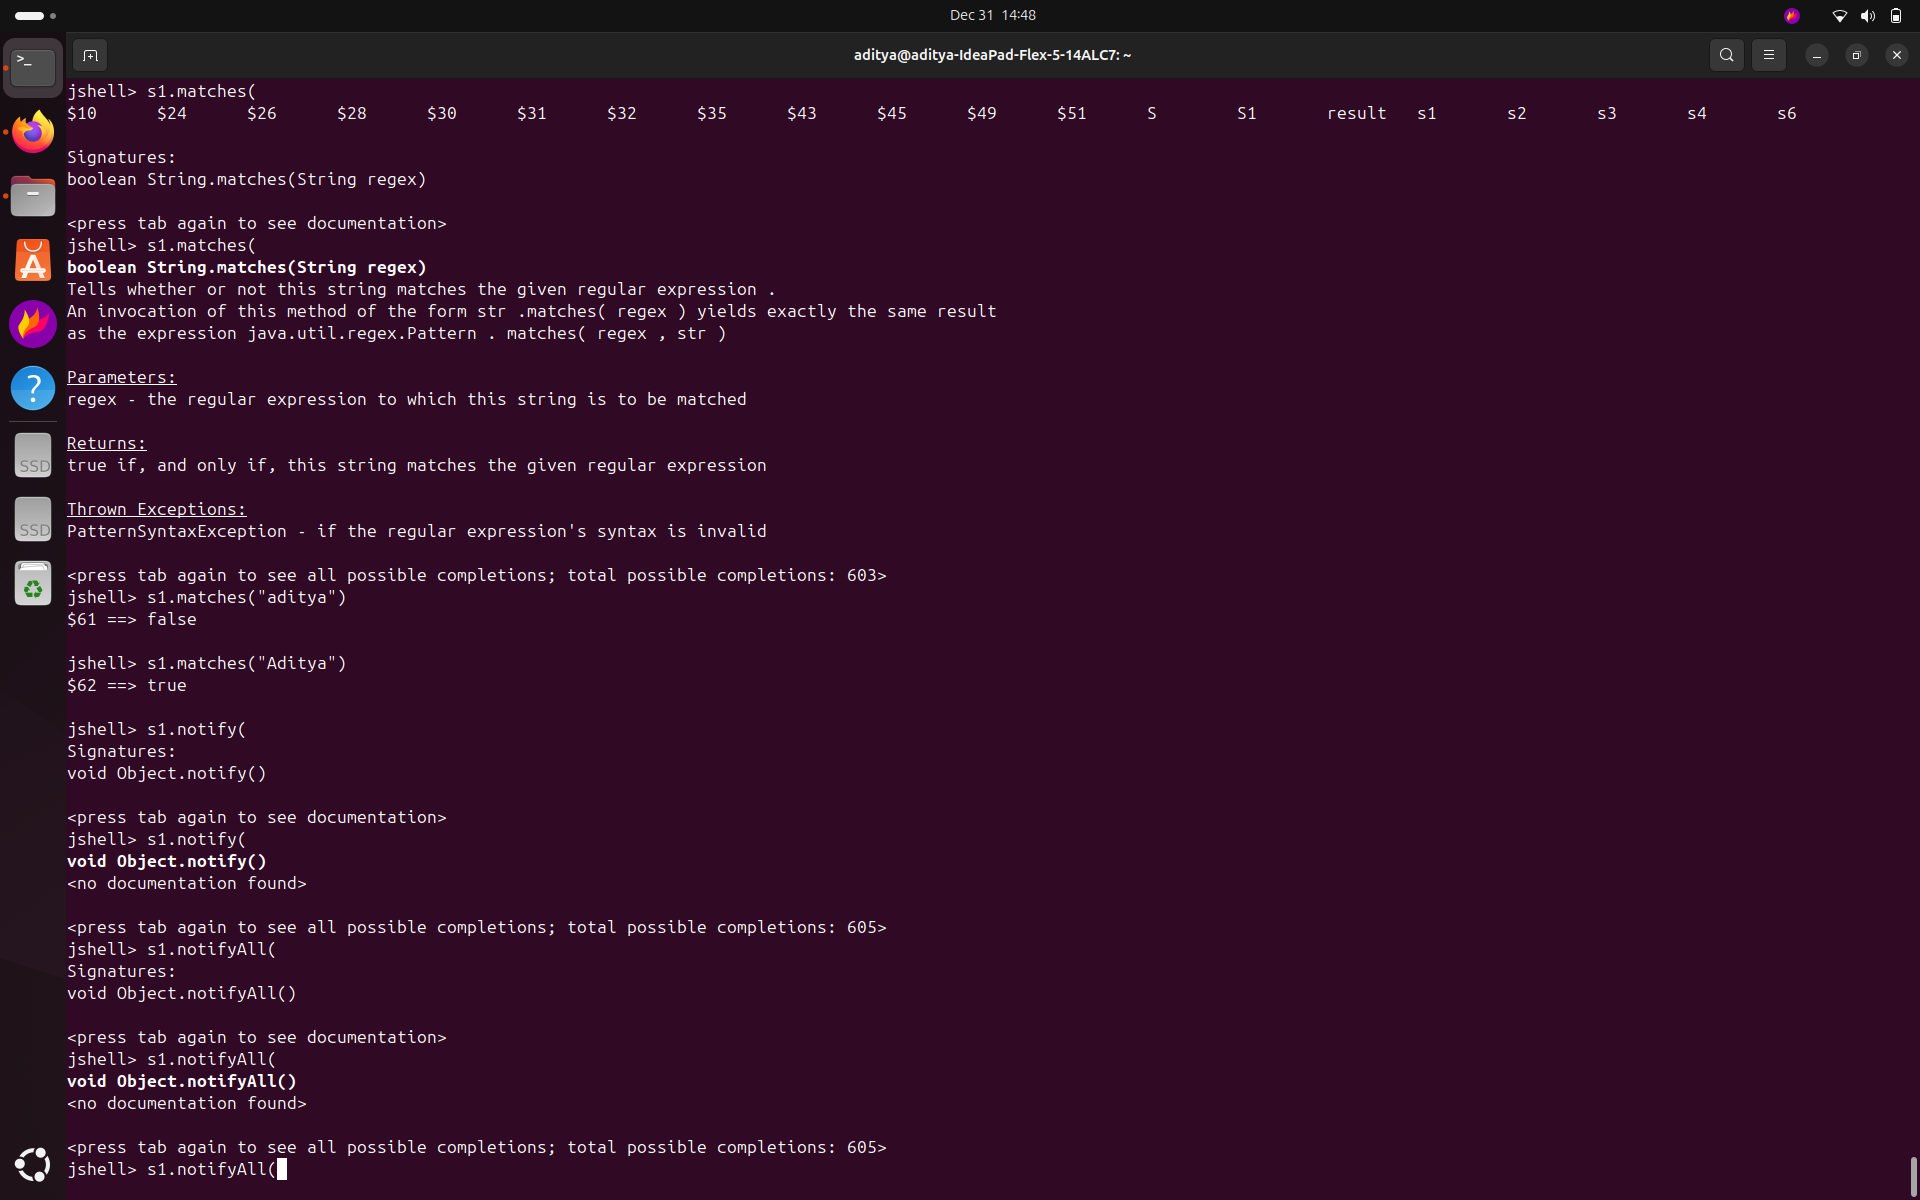 Dec 31 14:48
aditya@aditya-IdeaPad-Flex-5-14ALC7: ~
jshell> s1.matches(
$10 $24 $26 $28 $30 $31 $32 $35 $43 $45 $49 $51 S S1 result s1 s2 s3 s4 s6
Signatures:
boolean String.matches(String regex)
<press tab again to see documentation>
jshell> s1.matches(
boolean String.matches(String regex)
Tells whether or not this string matches the given regular expression .
An invocation of this method of the form str .matches( regex ) yields exactly the same result
as the expression java.util.regex.Pattern . matches( regex , str )
Parameters:
regex - the regular expression to which this string is to be matched
Returns:
true if, and only if, this string matches the given regular expression
Thrown Exceptions:
PatternSyntaxException - if the regular expression's syntax is invalid
<press tab again to see all possible completions; total possible completions: 603>
jshell> s1.matches("aditya")
$61 ==> false
jshell> s1.matches("Aditya")
$62 ==> true
jshell> s1.notify(
Signatures:
void Object.notify()
<press tab again to see documentation>
jshell> s1.notify(
void Object.notify()
<no documentation found>
<press tab again to see all possible completions; total possible completions: 605>
jshell> s1.notifyAll(
Signatures:
void Object.notifyAll()
<press tab again to see documentation>
jshell> s1.notifyAll(
void Object.notifyAll()
<no documentation found>
<press tab again to see all possible completions; total possible completions: 605>
jshell> s1.notifyAll(
>_
?
SSD
SSD